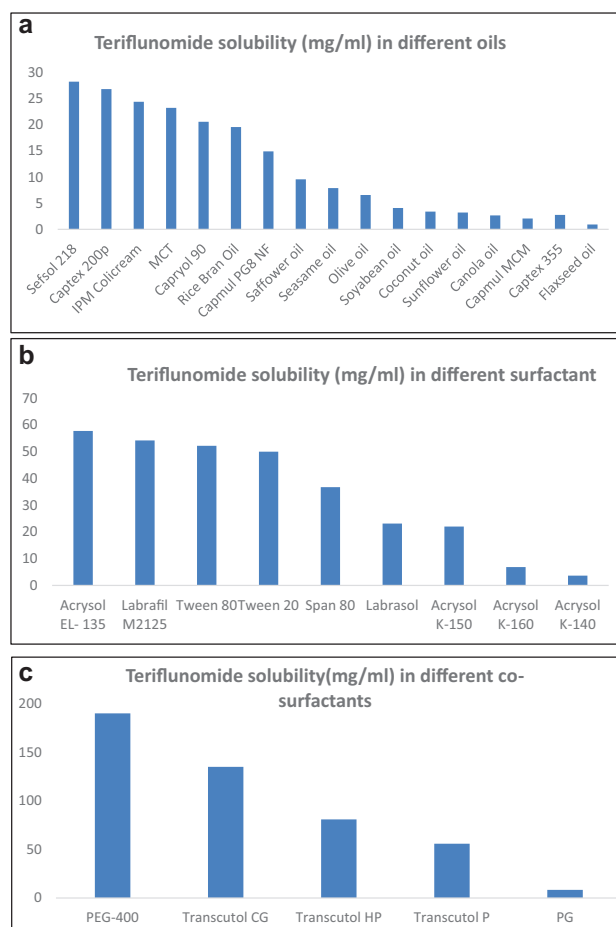 a
Teriflunomide solubility (mg/ml) in different oils
30
25
20
15
10
5
0
Sefsol 218
Captex 200p
IPM Colicream
MCT
Capryol 90
Rice Bran Oil
Capmul PG8 NF
Saffower oil
Seasame oil
Olive oil
Soyabean oil
Coconut oil
Sunflower oil
Canola oil
Capmul MCM
Captex 355
Flaxseed oil
b
Teriflunomide solubility (mg/ml) in different surfactant
70
60
50
40
30
20
10
0
Acrysol Labrafil Tween 80 Tween 20 Span 80 Labrasol Acrysol Acrysol Acrysol
EL- 135 M2125 K-150 K-160 K-140
c
Teriflunomide solubility(mg/ml) in different co-
surfactants
200
150
100
50
0
PEG-400 Transcutol CG Transcutol HP Transcutol P PG